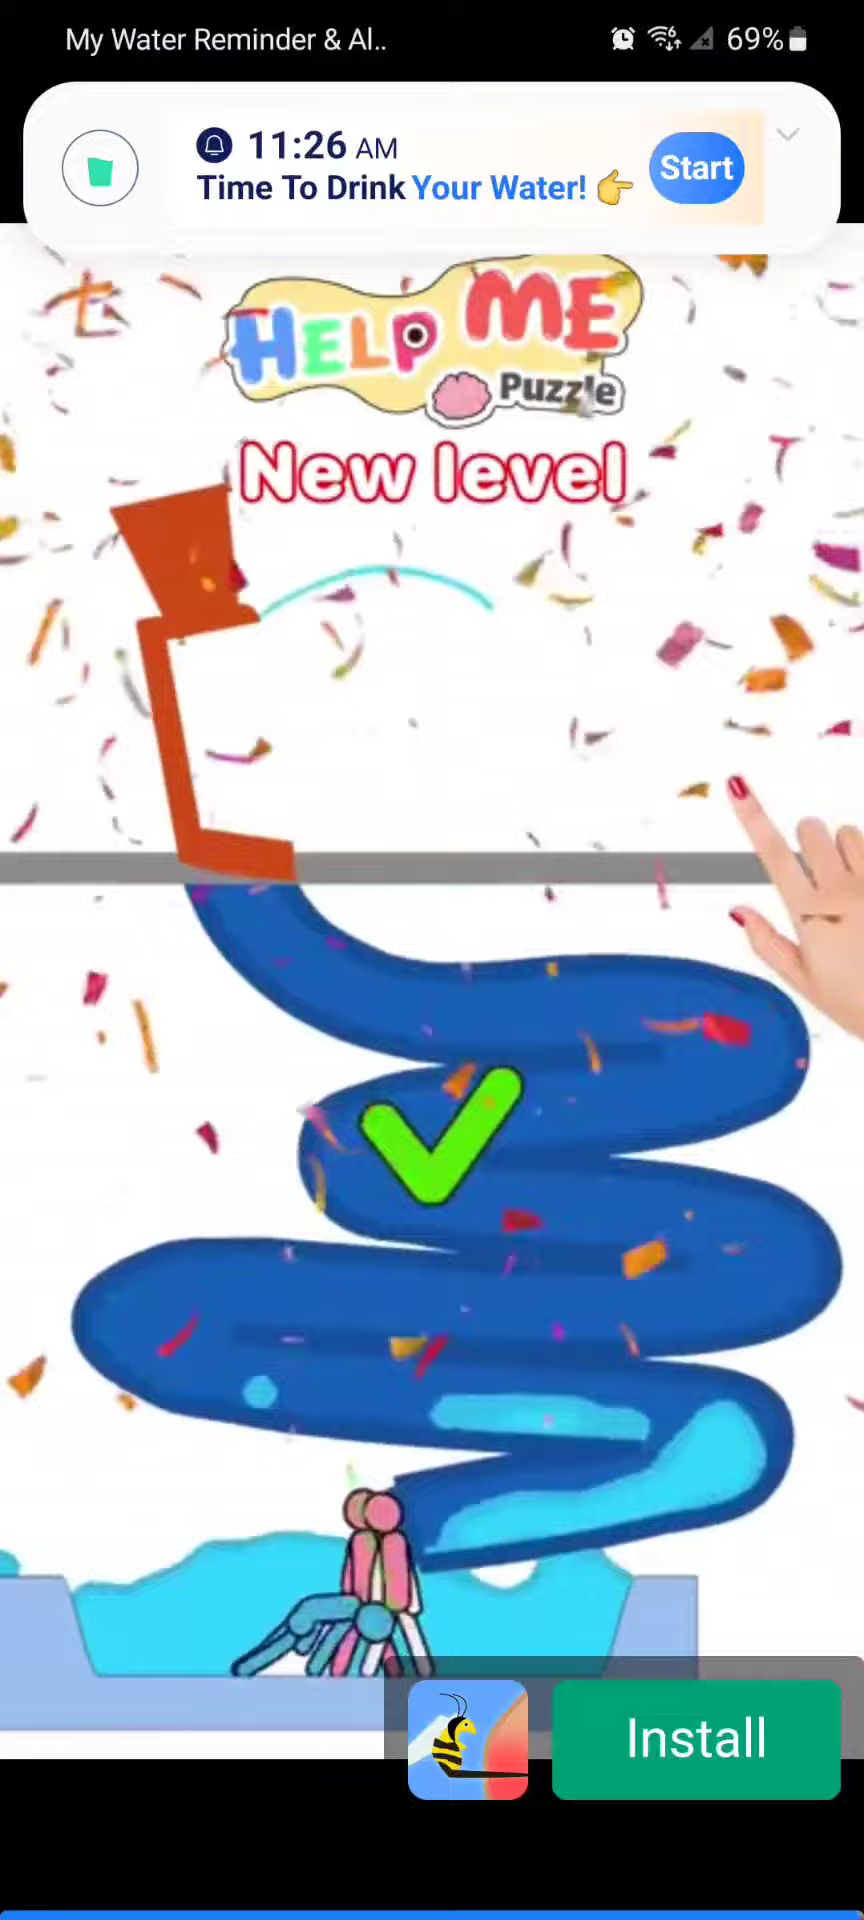 My Water Reminder & Al..
69%
11:26 AM
Time To Drink Your Water! 👉
Start
HELP ME
Puzzle
New level
Install